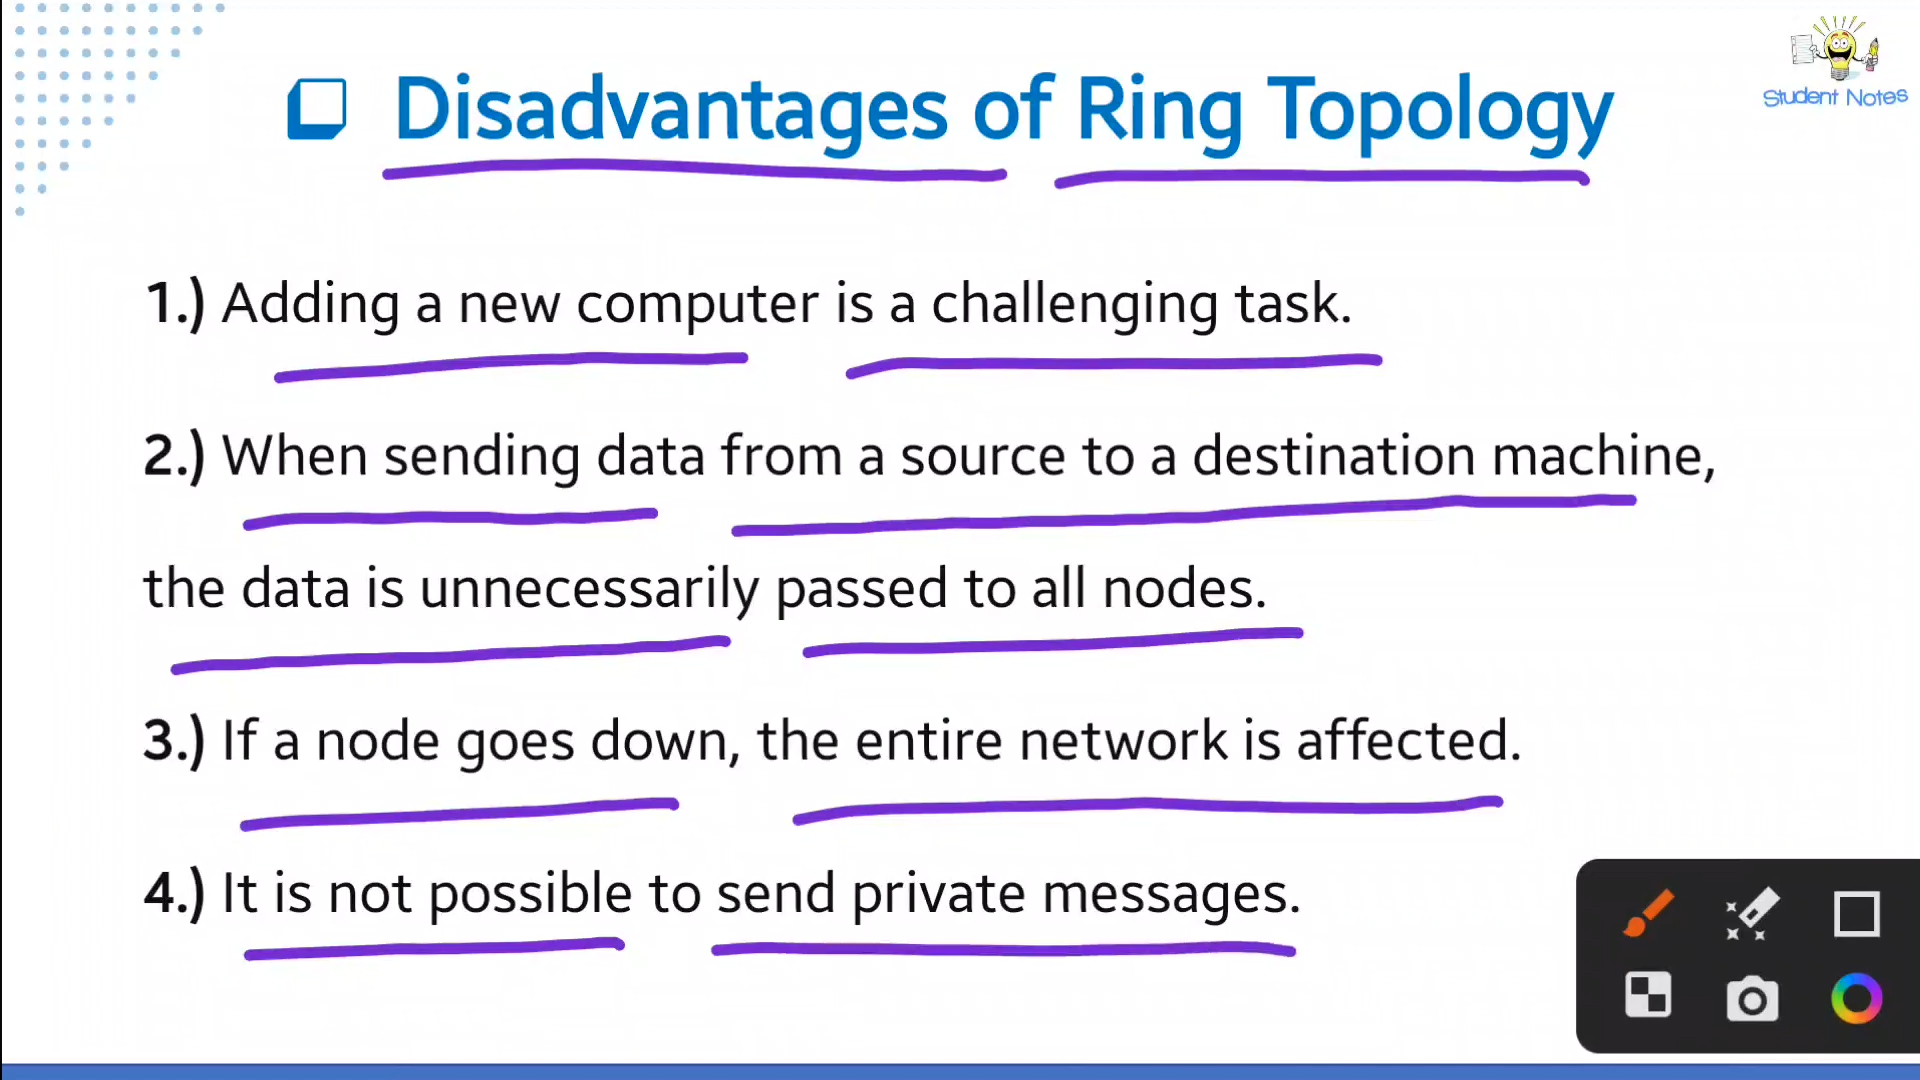 Student Notes
Disadvantages of Ring Topology
1.) Adding a new computer is a challenging task.
2.) When sending data from a source to a destination machine,
the data is unnecessarily passed to all nodes.
3.) If a node goes down, the entire network is affected.
4.) It is not possible to send private messages.